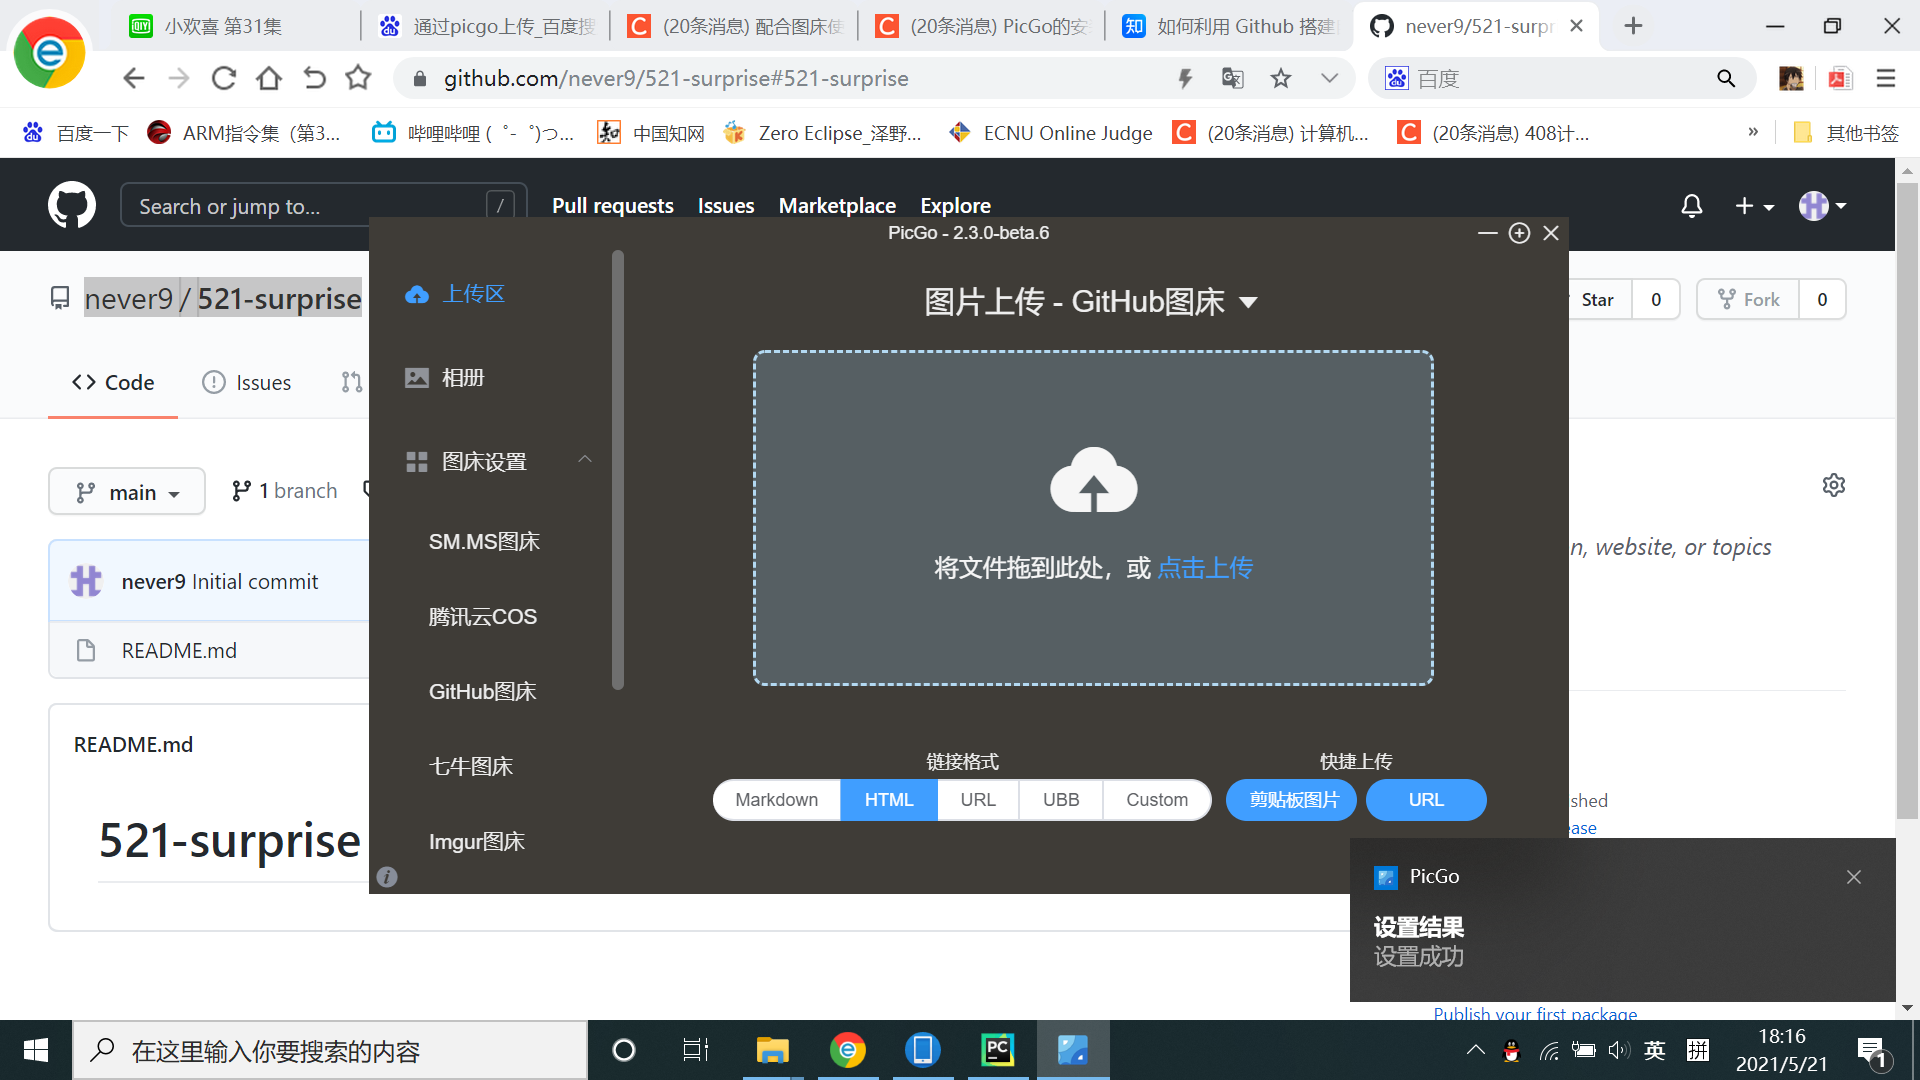 小欢喜 第31集
通过picgo上传_百度搜
(20条消息) 配合图床使
(20条消息) PicGo的安
如何利用 Github 搭建
never9/521-surpr
github.com/never9/521-surprise#521-surprise
百度
百度一下
ARM指令集（第3...
哔哩哔哩 ( ゜- ゜)つ...
中国知网
Zero Eclipse_泽野...
ECNU Online Judge
(20条消息) 计算机...
(20条消息) 408计...
»
其他书签
Search or jump to...
/
Pull requests
Issues
Marketplace
Explore
PicGo - 2.3.0-beta.6
never9 / 521-surprise
Star
0
Fork
0
Code
Issues
main
1 branch
never9 Initial commit
README.md
README.md
521-surprise
上传区
相册
图床设置
SM.MS图床
腾讯云COS
GitHub图床
七牛图床
Imgur图床
图片上传 - GitHub图床
将文件拖到此处，或 点击上传
链接格式
Markdown
HTML
URL
UBB
Custom
快捷上传
剪贴板图片
URL
n, website, or topics
shed
ease
PicGo
设置结果
设置成功
Publish your first package
在这里输入你要搜索的内容
英
拼
18:16
2021/5/21
1